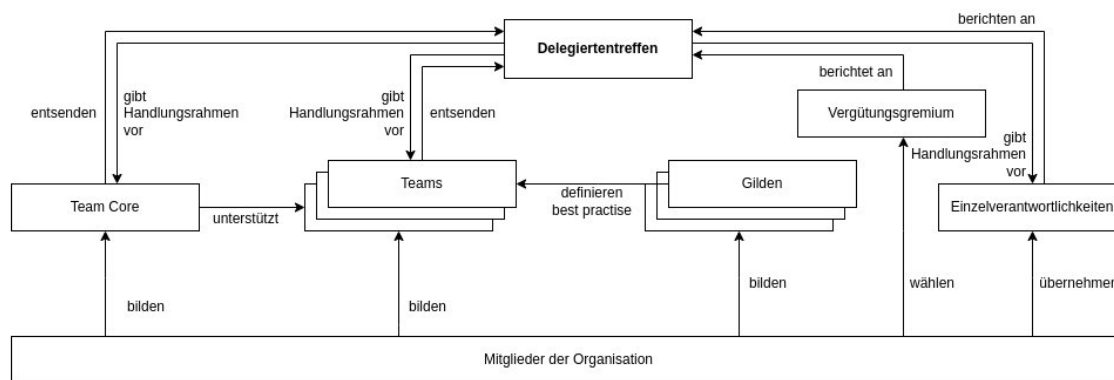 berichten an
Delegiertentreffen
berichtet an
entsenden
gibt
Handlungsrahmen
vor
gibt
Handlungsrahmen
vor
entsenden
Vergütungsgremium
gibt
Handlungsrahmen
vor
Team Core
unterstützt
Teams
definieren
best practise
Gilden
Einzelverantwortlichkeiten
bilden
bilden
bilden
wählen
übernehmen
Mitglieder der Organisation